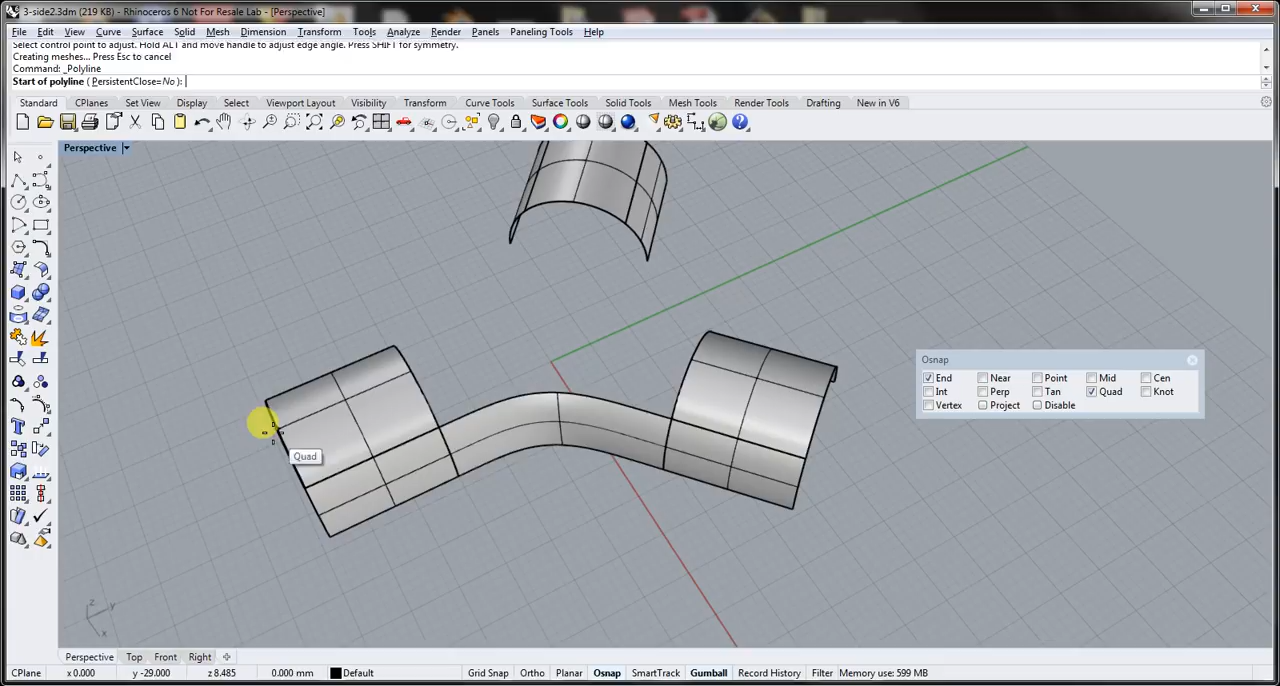 3-side2.3dm (219 KB) - Rhinoceros 6 Not For Resale Lab - [Perspective]
File Edit View Curve Surface Solid Mesh Dimension Transform Tools Analyze Render Panels Paneling Tools Help
Select control point to adjust. Hold ALT and move handle to adjust edge angle. Press SHIFT for symmetry.
Creating meshes... Press Esc to cancel
Command: _Polyline
Start of polyline ( PersistentClose=No ):
Standard CPlanes Set View Display Select Viewport Layout Visibility Transform Curve Tools Surface Tools Solid Tools Mesh Tools Render Tools Drafting New in V6
Perspective
Osnap
End Near Point Mid Cen
Int Perp Tan Quad Knot
Vertex Project Disable
Quad
z
y
x
Perspective Top Front Right
CPlane x 0.000 y -29.000 z 8.485 0.000 mm Default Grid Snap Ortho Planar Osnap SmartTrack Gumball Record History Filter Memory use: 599 MB